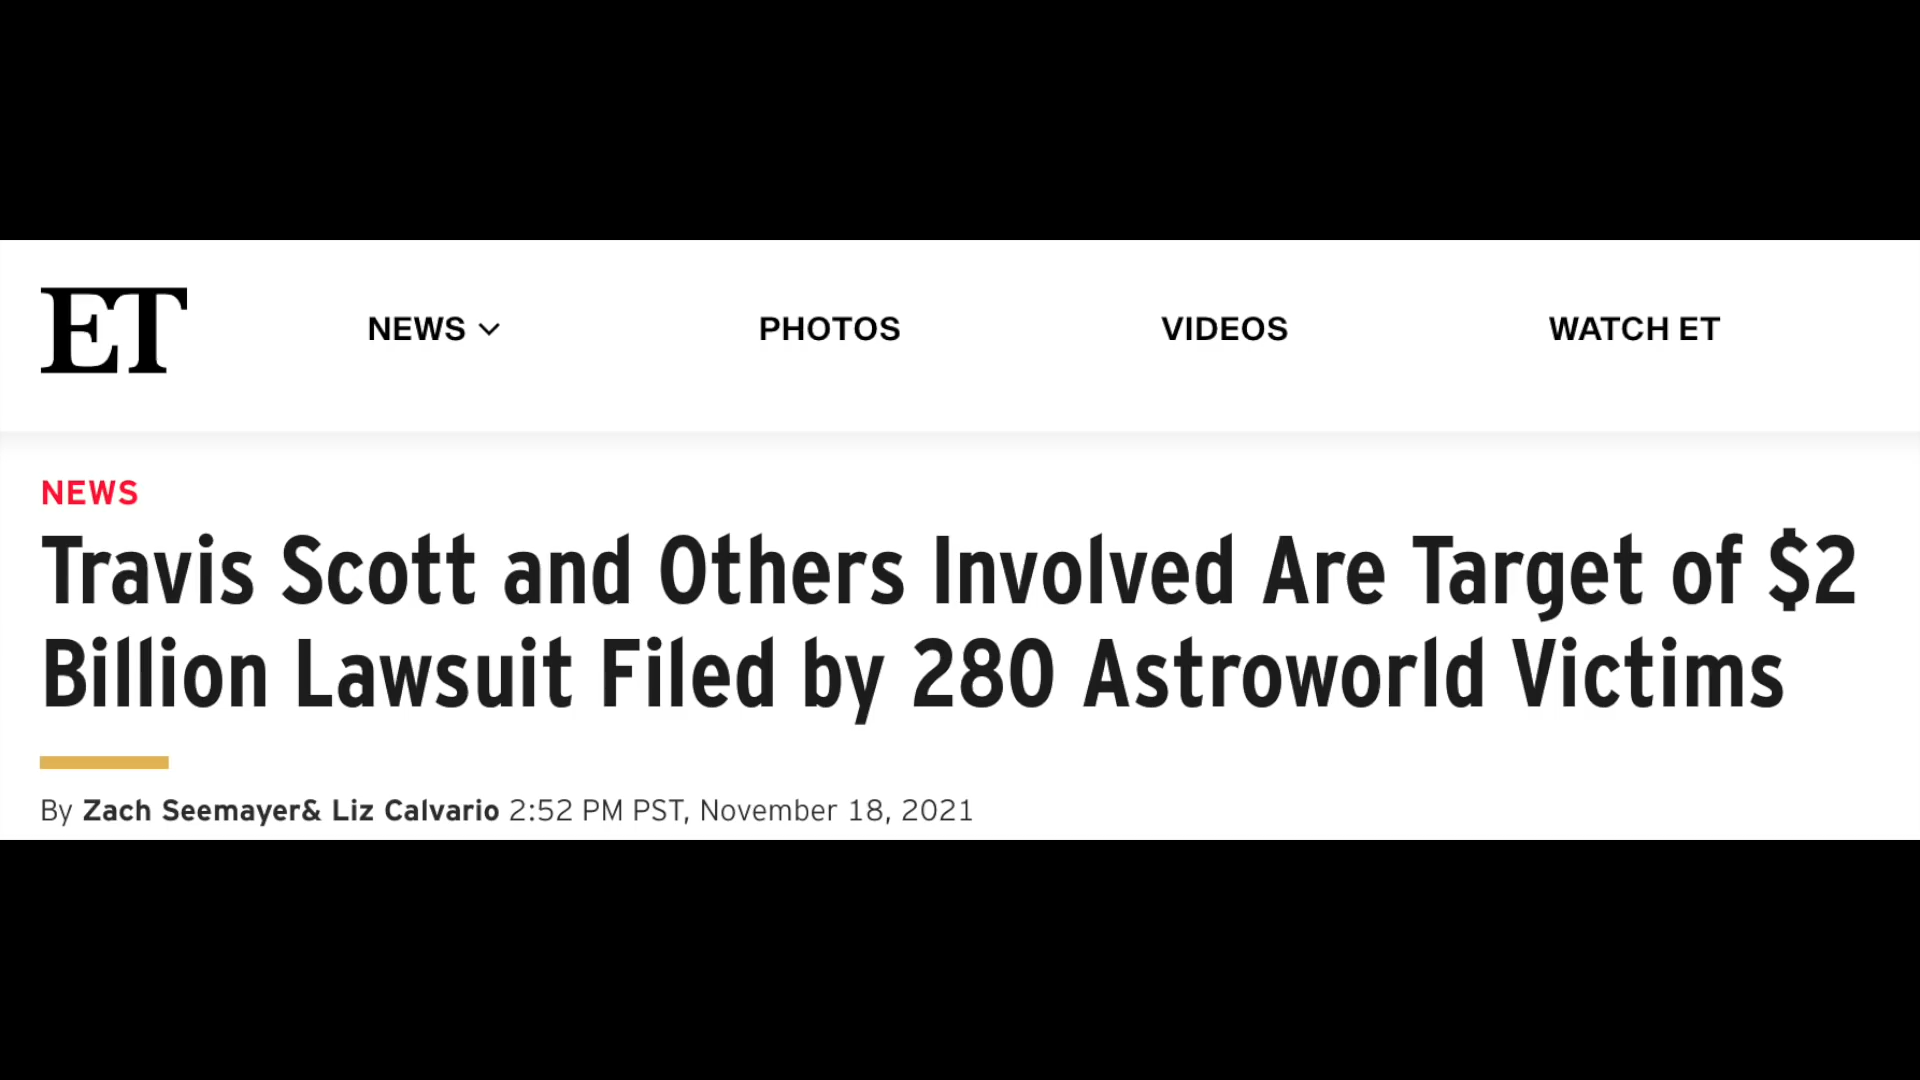 ET
NEWS
PHOTOS
VIDEOS
WATCH ET
NEWS
Travis Scott and Others Involved Are Target of $2
Billion Lawsuit Filed by 280 Astroworld Victims
By Zach Seemayer& Liz Calvario 2:52 PM PST, November 18, 2021